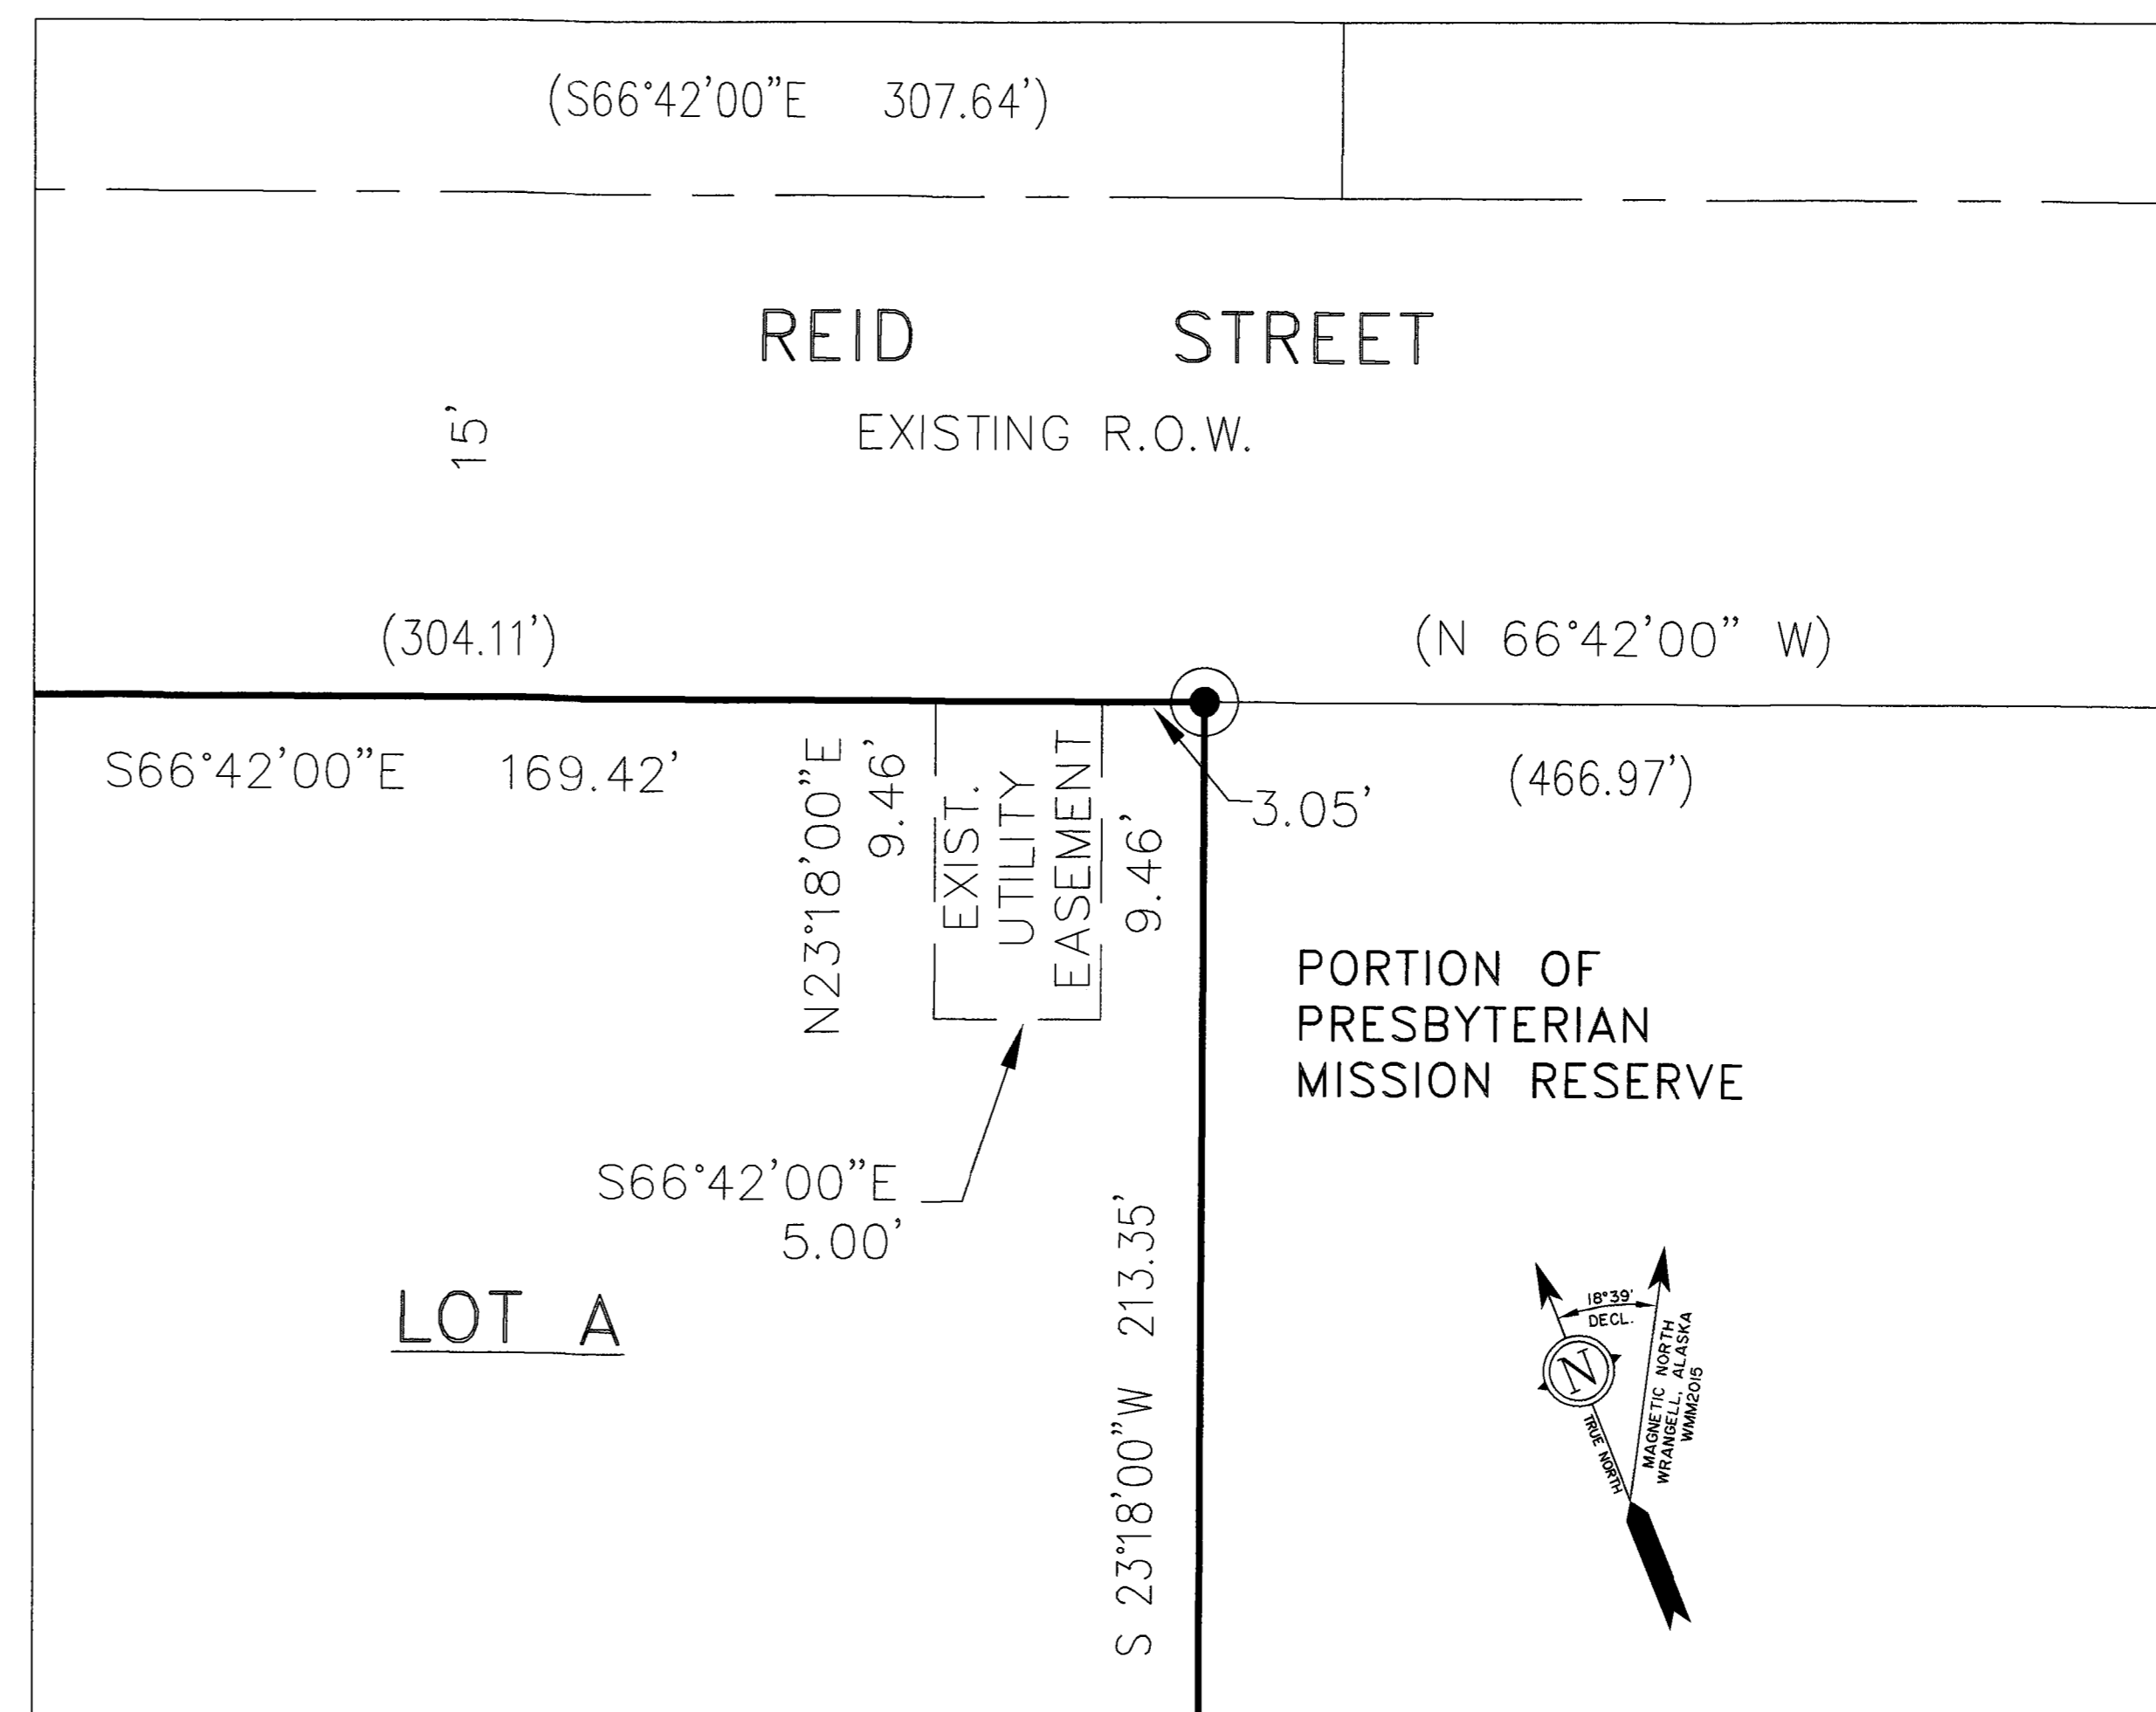 (S66°42'00"E 307.64')
REID STREET
EXISTING R.O.W.
15'
(304.11')
(N 66°42'00" W)
S66°42'00"E 169.42'
N23°18'00"E
9.46'
EXIST.
UTILITY
EASEMENT
9.46'
3.05'
(466.97')
PORTION OF
PRESBYTERIAN
MISSION RESERVE
S66°42'00"E
5.00'
S 23°18'00"W 213.35'
LOT A
18°39'
DECL.
N
TRUE NORTH
MAGNETIC NORTH
WRANGELL, ALASKA
WMM2015